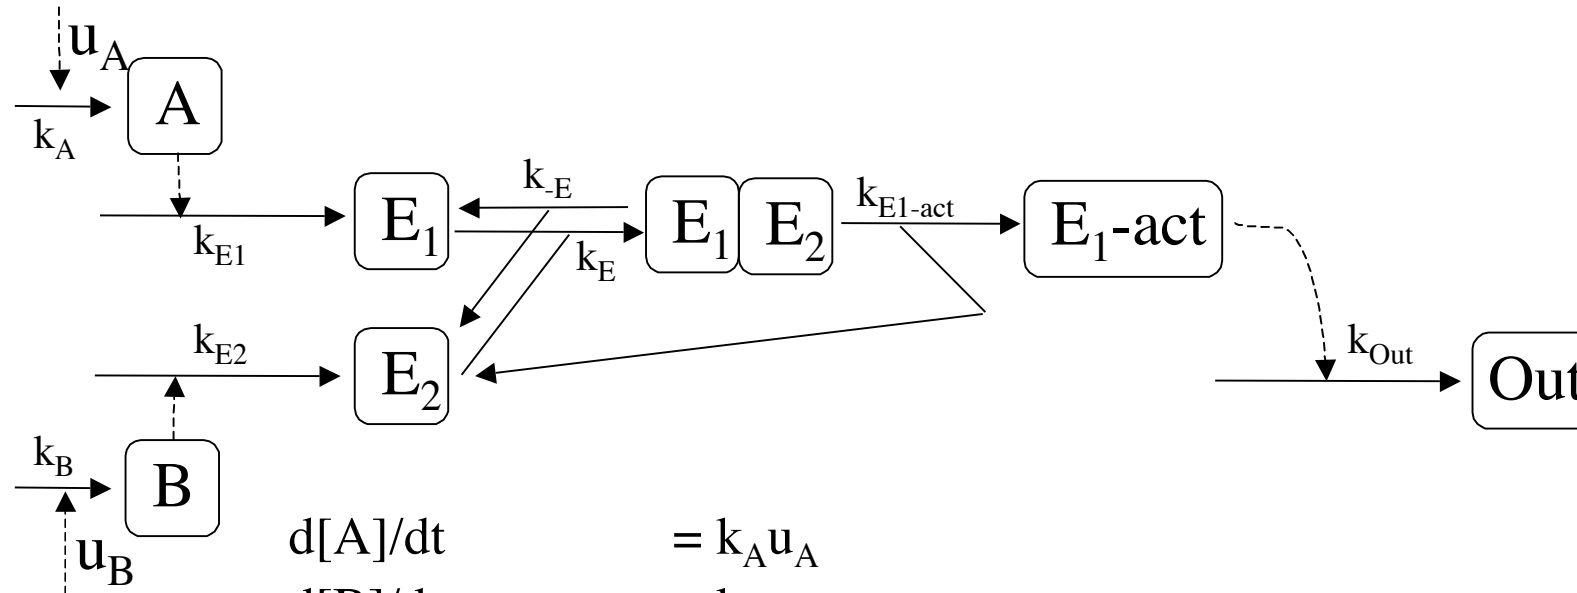 u_A
A
k_A
k_-E
k_E1-act
E_1
E_1 E_2
E_1-act
k_E1
k_E
k_E2
k_Out
E_2
Out
k_B
B
u_B
d[A]/dt = k_A u_A